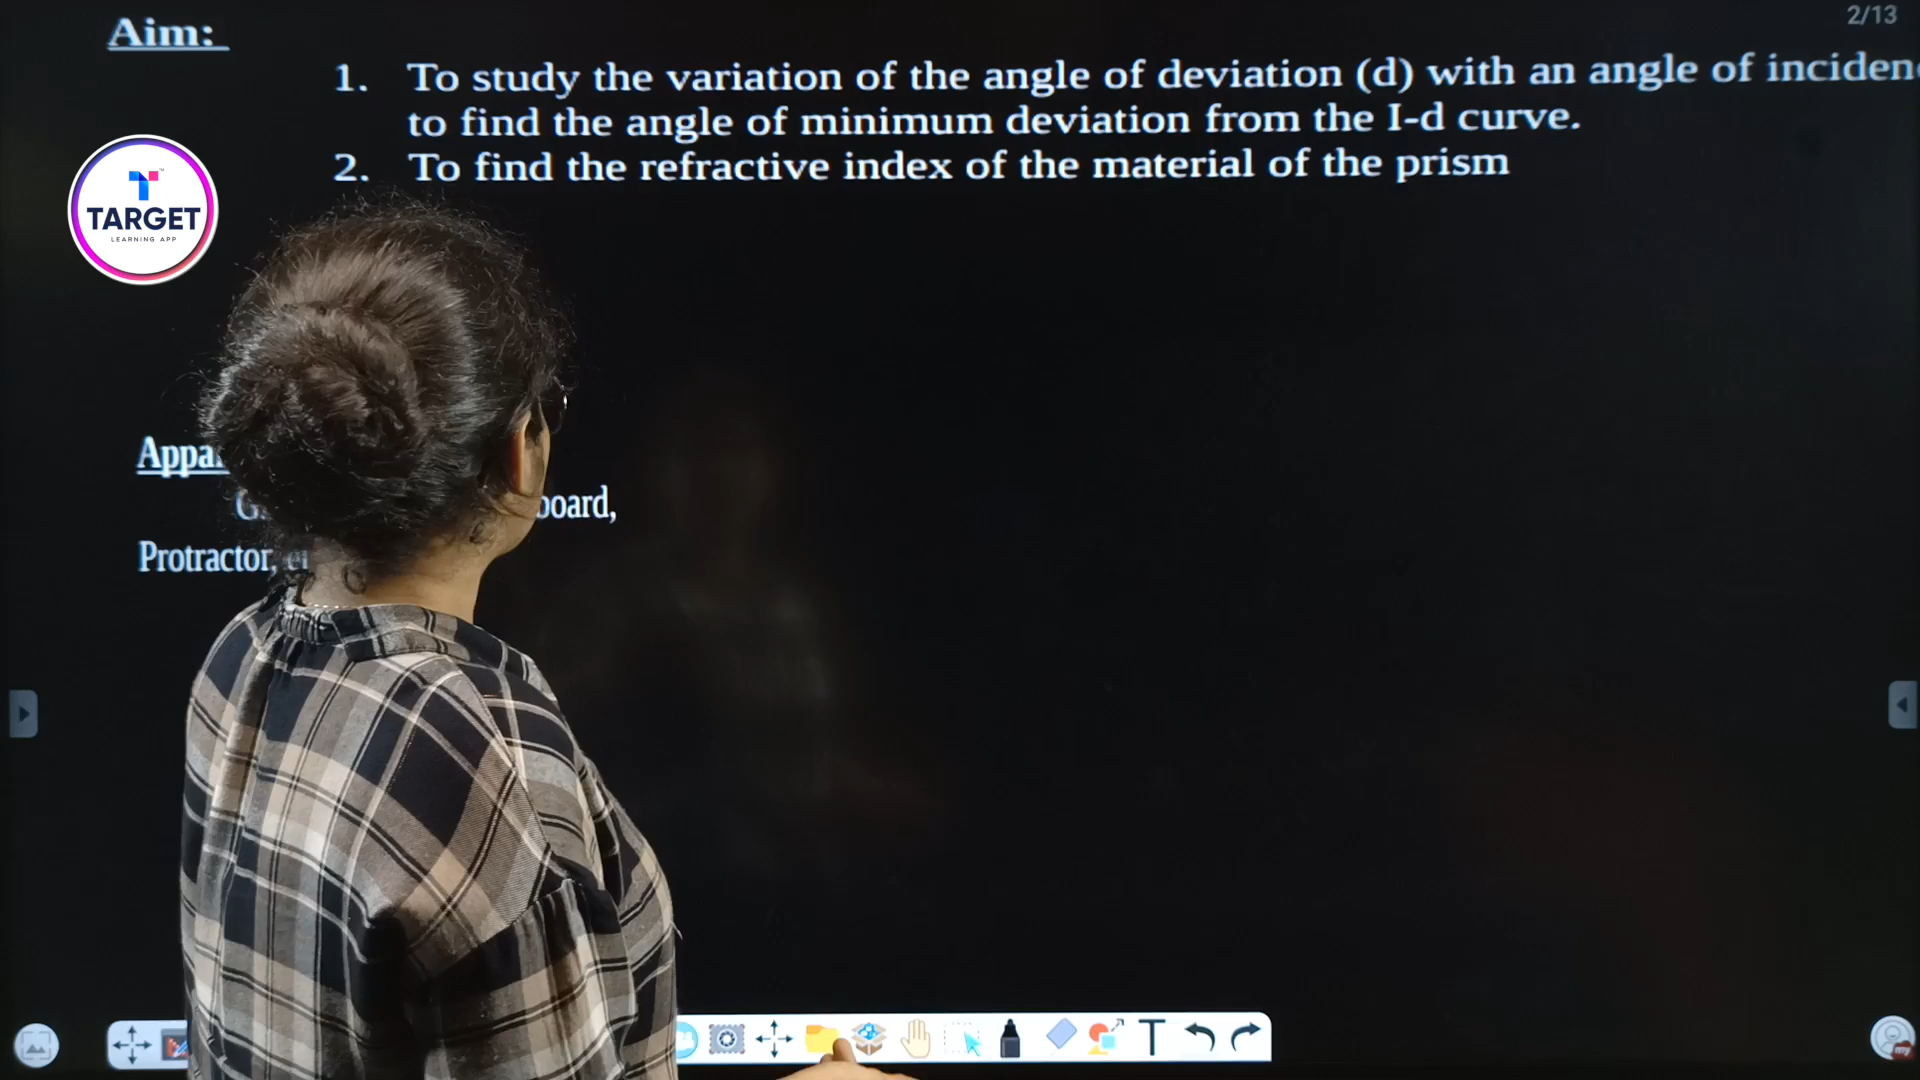 Aim:
2/13
1. To study the variation of the angle of deviation (d) with an angle of
to find the angle of minimum deviation from the I-d curve.
2. To find the refractive index of the material of the prism
TARGET
LEARNING APP
Protractor,
T